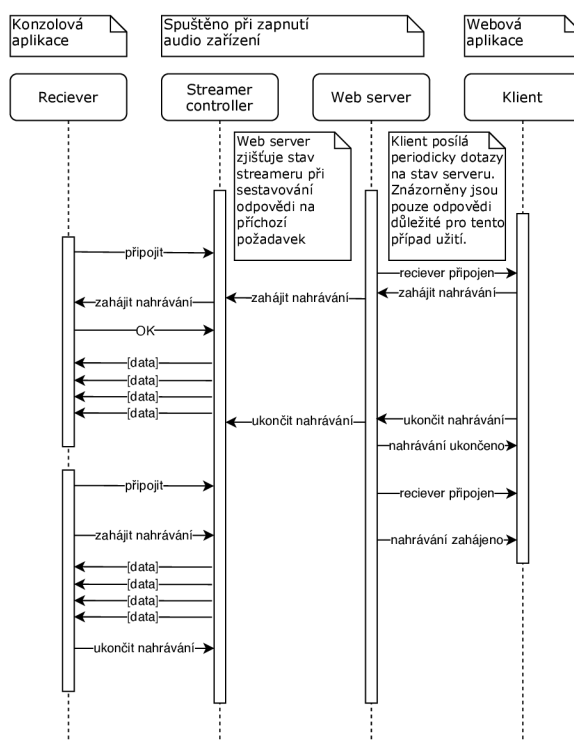 Konzolová
aplikace
Spuštěno při zapnutí
audio zařízení
Webová
aplikace
Reciever
Streamer
controller
Web server
Klient
Web server
zjišťuje stav
streameru při
sestavování
odpovědi na
příchozí
požadavek
Klient posílá
periodicky dotazy
na stav serveru.
Znázorněny jsou
pouze odpovědi
důležité pro tento
případ užití.
připojit
reciever připojen
zahájit nahrávání
zahájit nahrávání
zahájit nahrávání
OK
[data]
[data]
[data]
[data]
ukončit nahrávání
ukončit nahrávání
nahrávání ukončeno
připojit
reciever připojen
zahájit nahrávání
nahrávání zahájeno
[data]
[data]
[data]
[data]
ukončit nahrávání